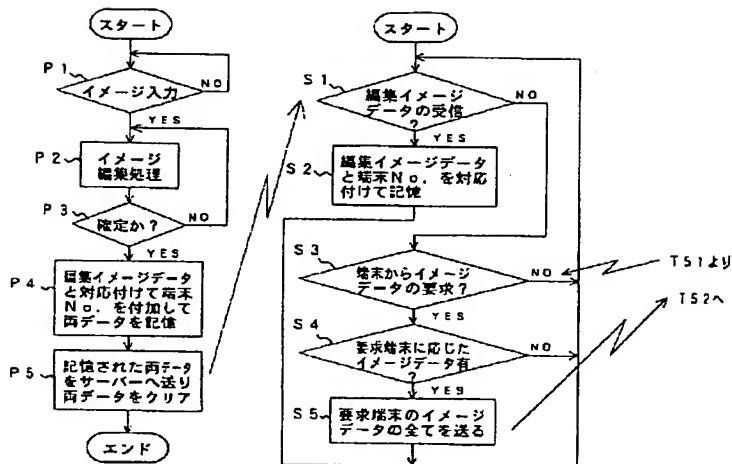 スタート
P1
イメージ入力
NO
YES
P2
イメージ
編集処理
P3
確定か？
NO
YES
P4
編集イメージデータ
と対応付けて端末
No．を付加して
両データを記憶
P5
記憶された両データ
をサーバーへ送り
両データをクリア
エンド
スタート
S1
編集イメージ
データの受信
？
NO
YES
S2
編集イメージデータ
と端末No．を対応
付けて記憶
S3
端末からイメージ
データの要求？
NO
TS1より
YES
TS2へ
S4
要求端末に応じた
イメージデータ有
？
NO
YES
S5
要求端末のイメージ
データの全てを送る